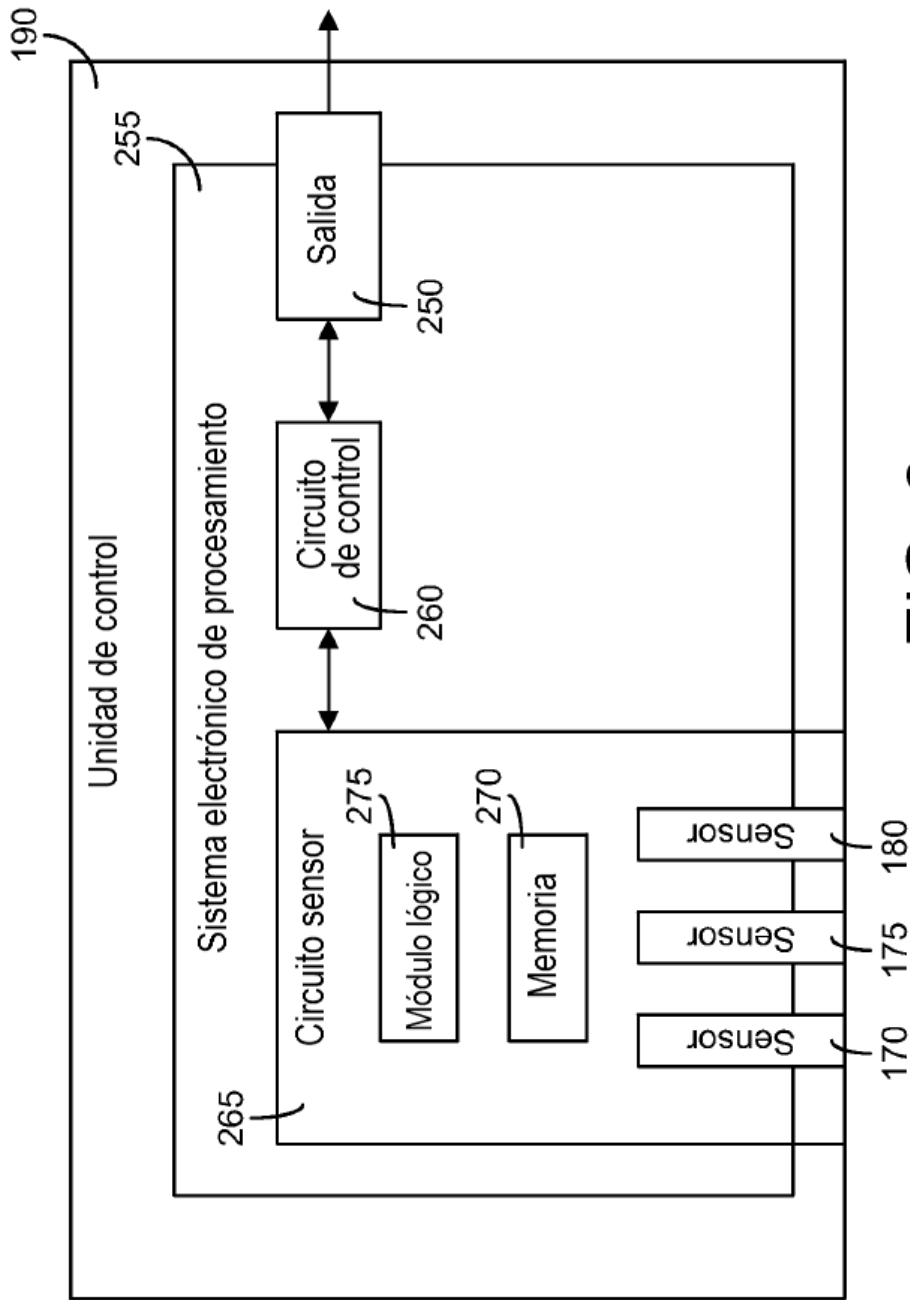 190
Unidad de control
255
Sistema electrónico de procesamiento
Salida
250
Circuito
de control
260
Circuito sensor
265
275
Módulo lógico
270
Memoria
Sensor
Sensor
Sensor
170
175
180